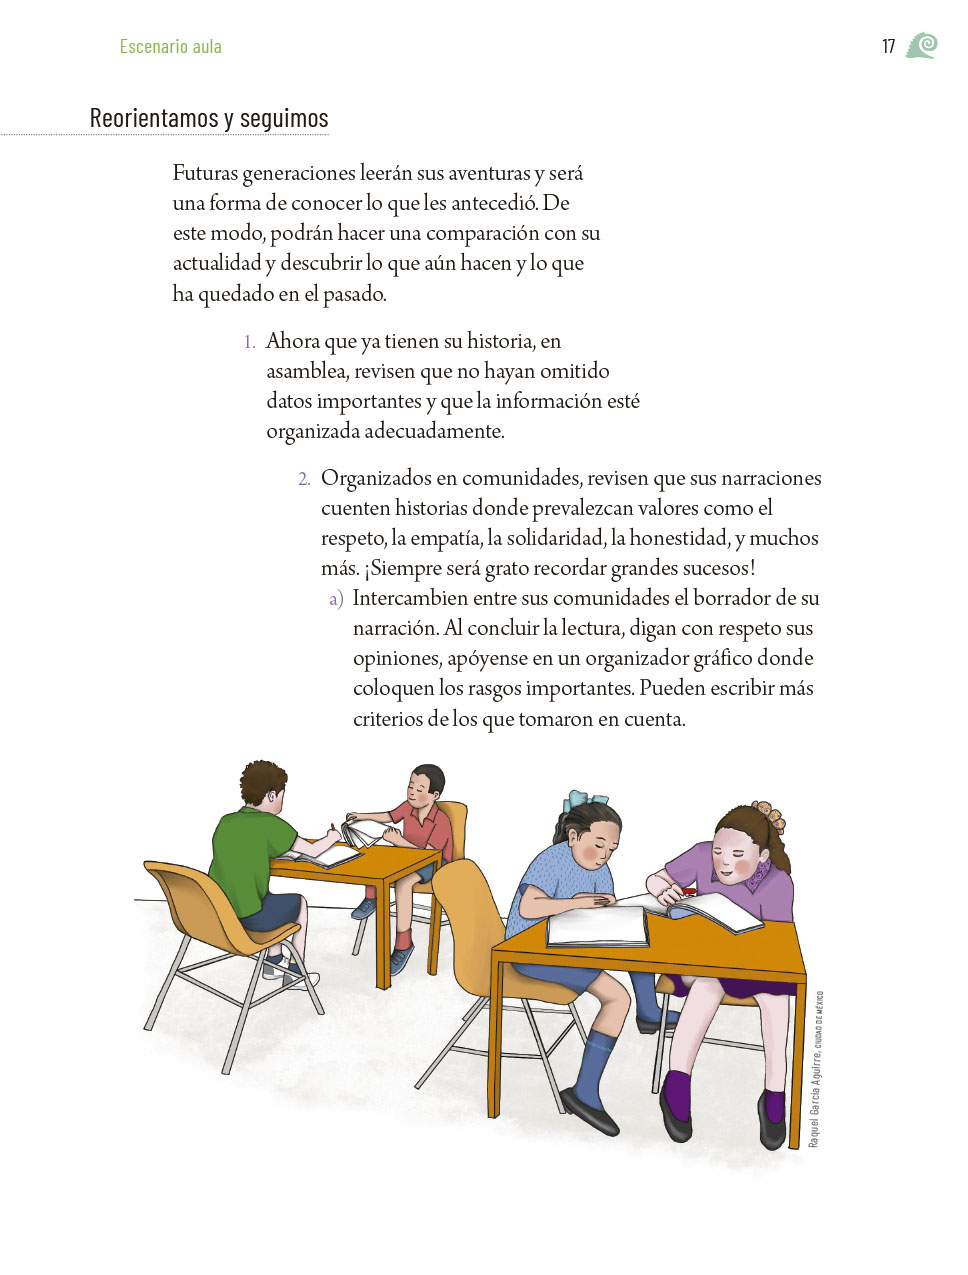 Escenario aula
17
Reorientamos y seguimos
Futuras generaciones leerán sus aventuras y será
una forma de conocer lo que les antecedió. De
este modo, podrán hacer una comparación con su
actualidad y descubrir lo que aún hacen y lo que
ha quedado en el pasado.
1. Ahora que ya tienen su historia, en
asamblea, revisen que no hayan omitido
datos importantes y que la información esté
organizada adecuadamente.
2. Organizados en comunidades, revisen que sus narraciones
cuenten historias donde prevalezcan valores como el
respeto, la empatía, la solidaridad, la honestidad, y muchos
más. ¡Siempre será grato recordar grandes sucesos!
a) Intercambien entre sus comunidades el borrador de su
narración. Al concluir la lectura, digan con respeto sus
opiniones, apóyense en un organizador gráfico donde
coloquen los rasgos importantes. Pueden escribir más
criterios de los que tomaron en cuenta.
Raquel García Aguirre, CIUDAD DE MÉXICO